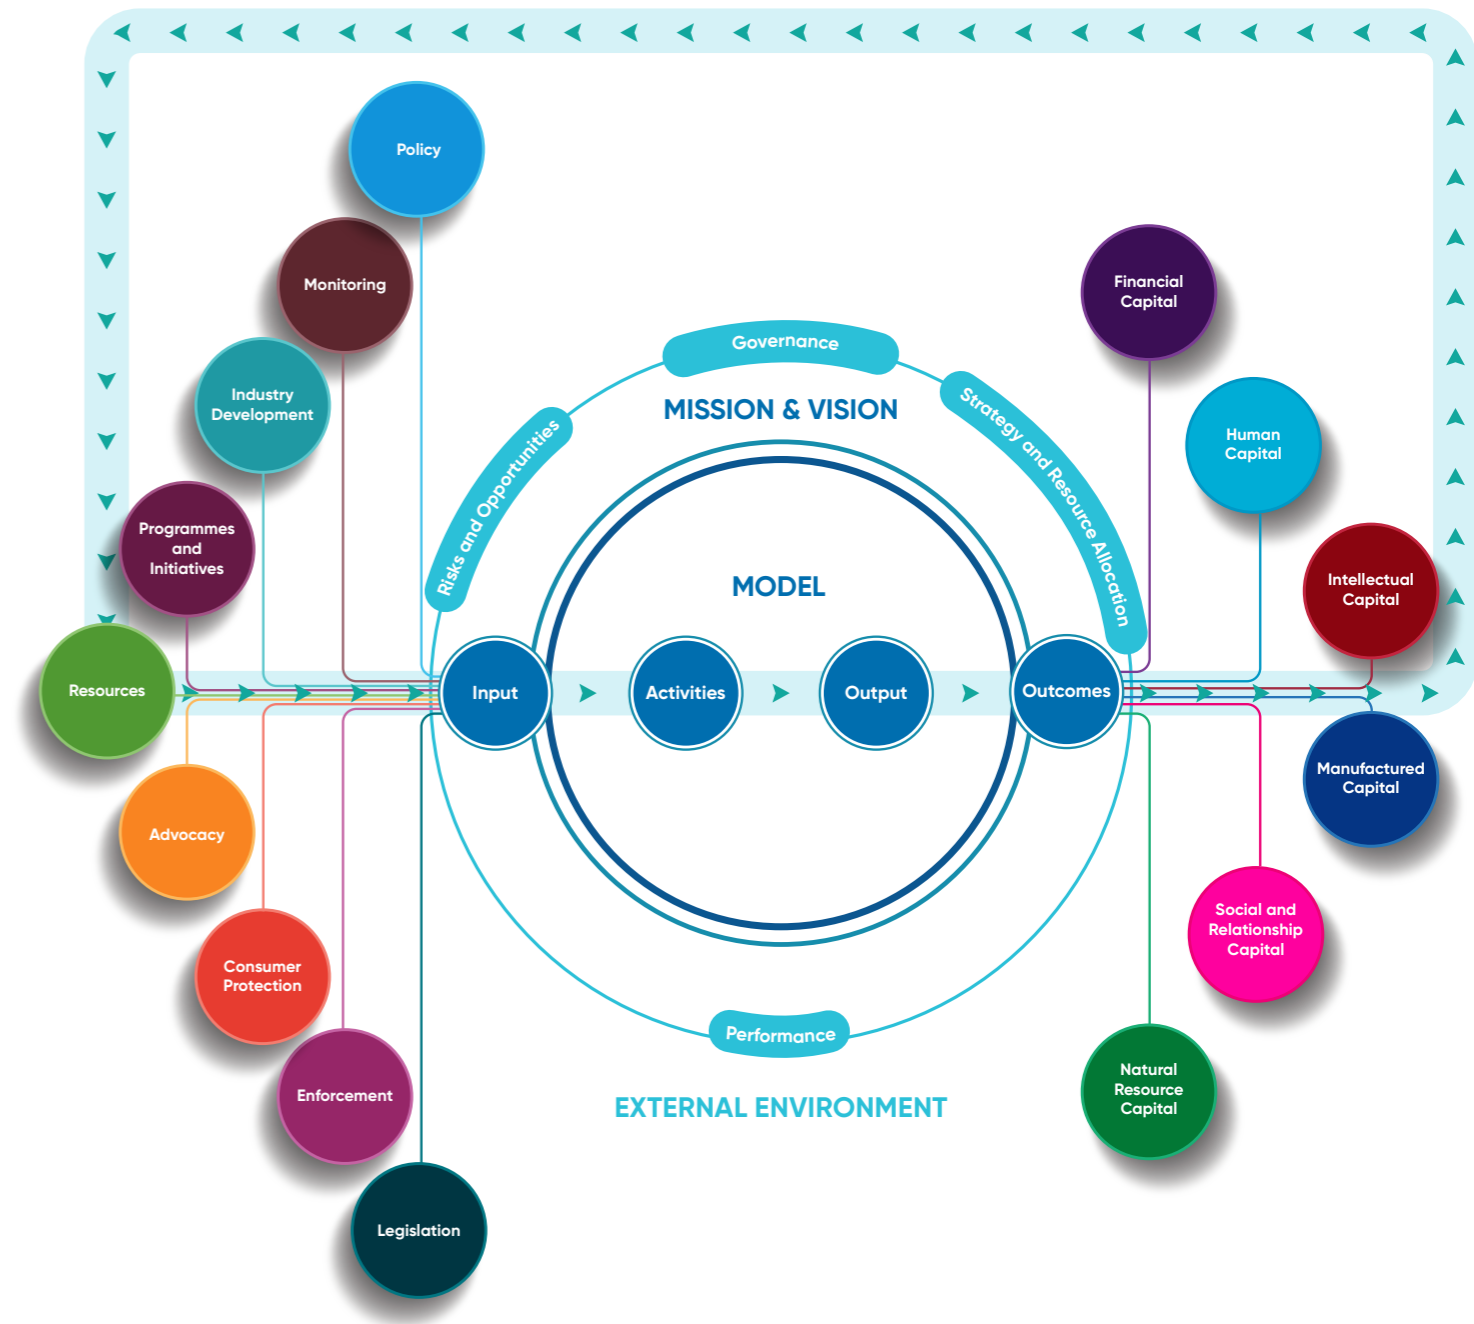 Policy
Monitoring
Industry
Development
Programmes
and
Initiatives
Resources
Advocacy
Consumer
Protection
Enforcement
Legislation
Governance
Risks and Opportunities
Strategy and Resource Allocation
MISSION & VISION
MODEL
Input
Activities
Output
Outcomes
Performance
EXTERNAL ENVIRONMENT
Financial
Capital
Human
Capital
Intellectual
Capital
Manufactured
Capital
Social and
Relationship
Capital
Natural
Resource
Capital